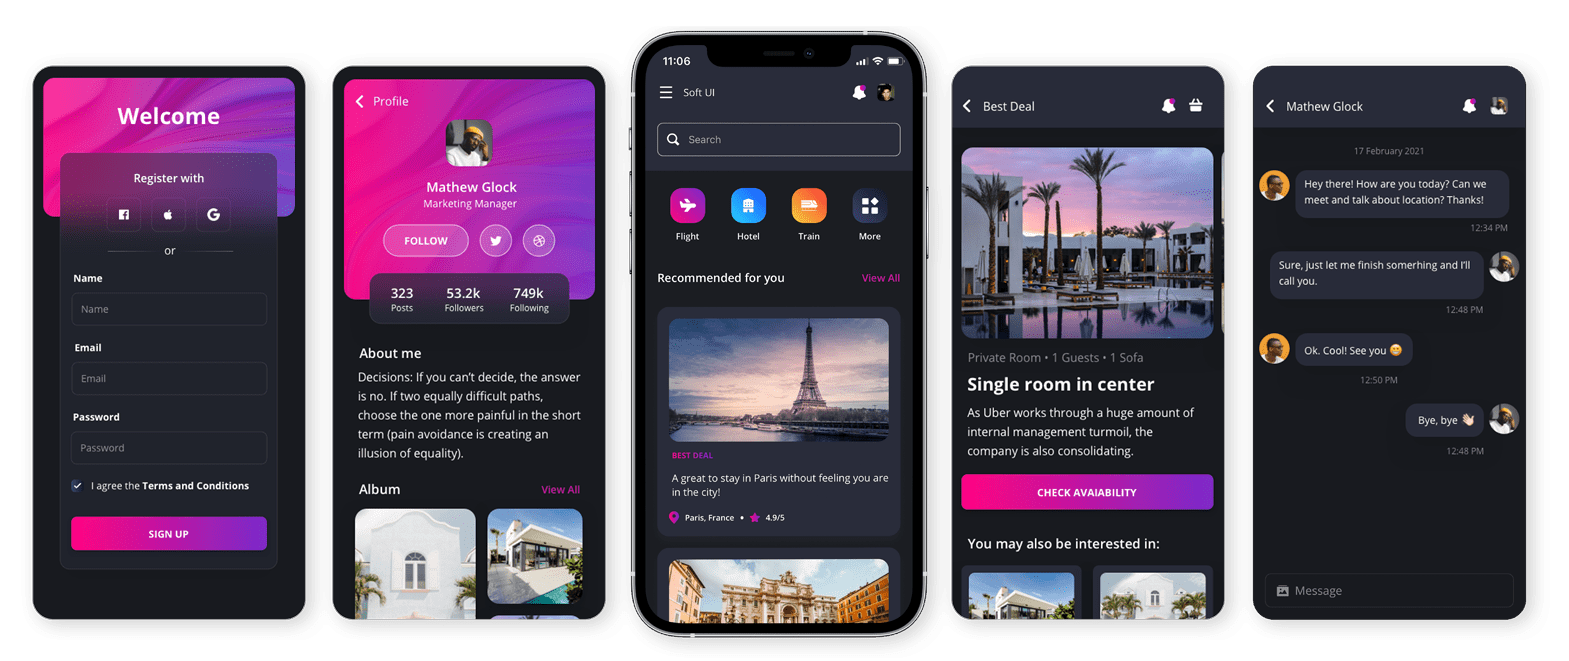 Welcome
Register with
or
Name
Name
Email
Email
Password
Password
I agree the Terms and Conditions
SIGN UP
Profile
Mathew Glock
Marketing Manager
FOLLOW
323 53.2k 749k
Posts Followers Following
About me
Decisions: If you can't decide, the answer
is no. If two equally difficult paths,
choose the one more painful in the short
term (pain avoidance is creating an
illusion of equality).
Album View All
11:06
Soft UI
Search
Flight Hotel Train More
Recommended for you View All
BEST DEAL
A great to stay in Paris without feeling you are
in the city!
Paris, France • 4.9/5
Best Deal
Private Room • 1 Guests • 1 Sofa
Single room in center
As Uber works through a huge amount of
internal management turmoil, the
company is also consolidating.
CHECK AVAIABILITY
You may also be interested in:
Mathew Glock
17 February 2021
Hey there! How are you today? Can we
meet and talk about location? Thanks!
12:34 PM
Sure, just let me finish somerhing and I'll
call you.
12:48 PM
Ok. Cool! See you 😁
12:50 PM
Bye, bye 👋🏻
12:48 PM
Message